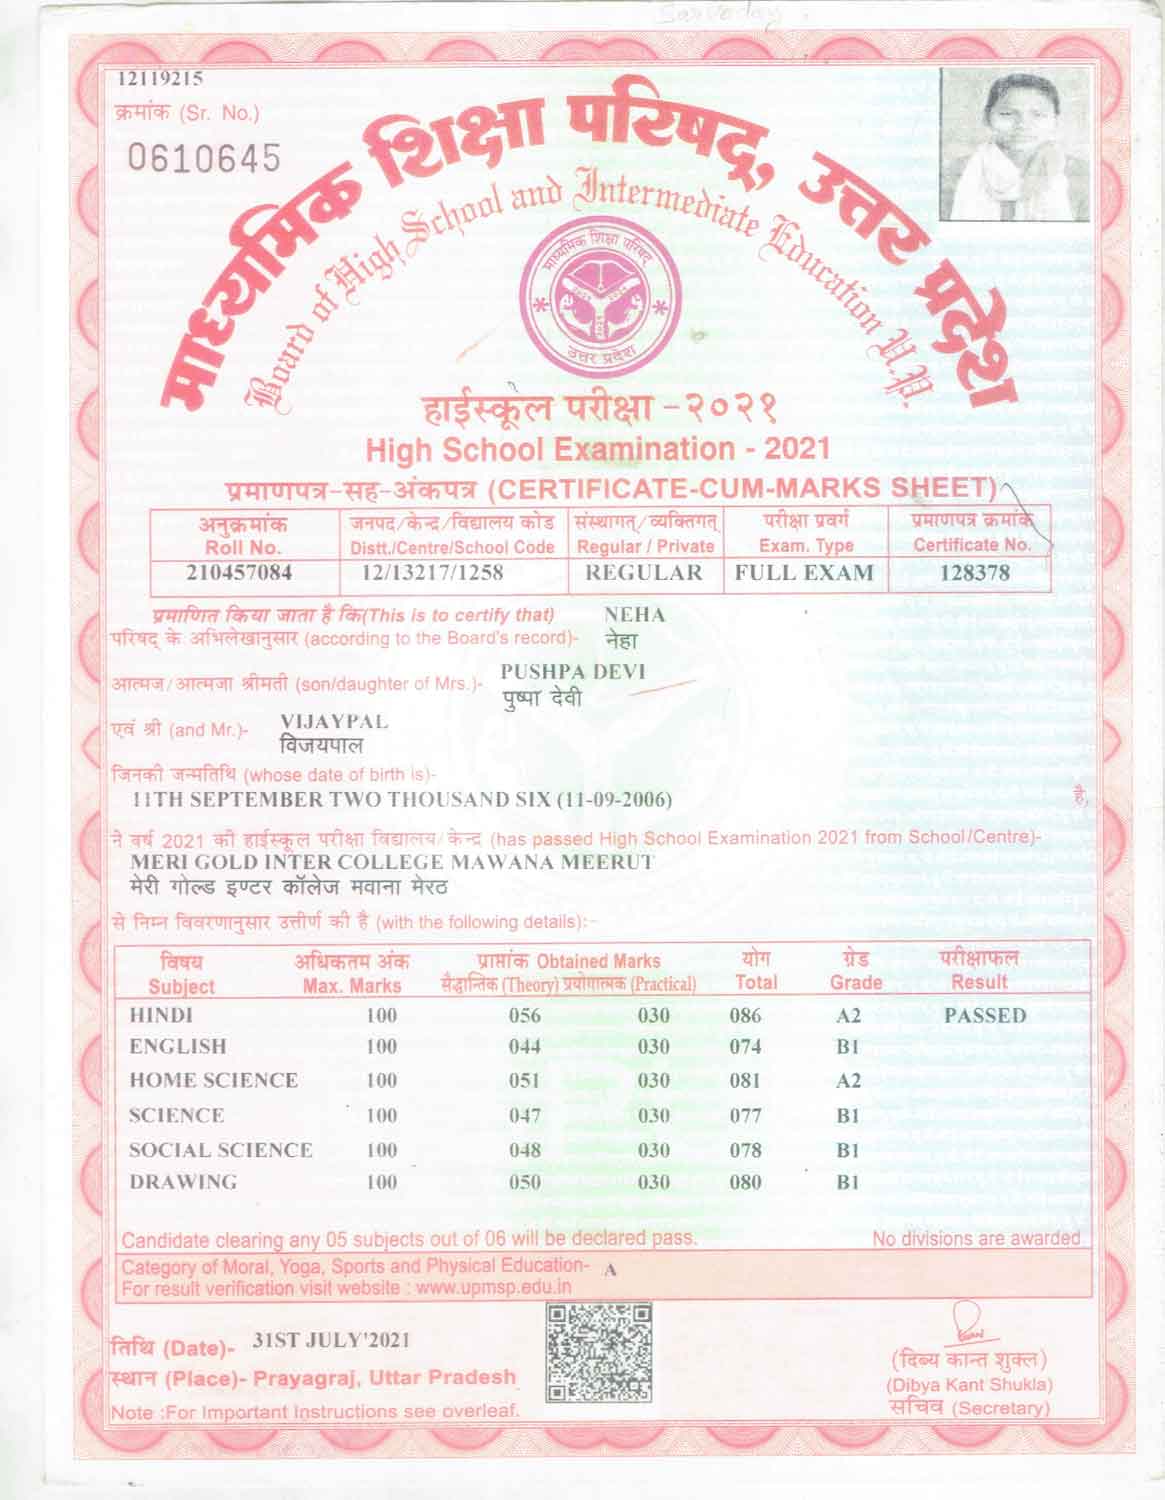 Sarvoday
12119215
क्रमांक (Sr. No.)
0610645
माध्यमिक शिक्षा परिषद्, उत्तर प्रदेश
Board of High School and Intermediate Education U.P.
माध्यमिक शिक्षा परिषद्
उत्तर प्रदेश
हाईस्कूल परीक्षा -२०२१
High School Examination - 2021
प्रमाणपत्र-सह-अंकपत्र (CERTIFICATE-CUM-MARKS SHEET)
अनुक्रमांक जनपद/केन्द्र/विद्यालय कोड संस्थागत/व्यक्तिगत परीक्षा प्रवर्ग प्रमाणपत्र क्रमांक
Roll No. Distt./Centre/School Code Regular / Private Exam. Type Certificate No.
210457084 12/13217/1258 REGULAR FULL EXAM 128378
प्रमाणित किया जाता है कि(This is to certify that) NEHA
परिषद् के अभिलेखानुसार (according to the Board's record)- नेहा
PUSHPA DEVI
आत्मज/आत्मजा श्रीमती (son/daughter of Mrs.)- पुष्पा देवी
VIJAYPAL
एवं श्री (and Mr.)- विजयपाल
जिनकी जन्मतिथि (whose date of birth is)-
11TH SEPTEMBER TWO THOUSAND SIX (11-09-2006) है,
ने वर्ष 2021 की हाईस्कूल परीक्षा विद्यालय/केन्द्र (has passed High School Examination 2021 from School/Centre)-
MERI GOLD INTER COLLEGE MAWANA MEERUT
मेरी गोल्ड इण्टर कॉलेज मवाना मेरठ
से निम्न विवरणानुसार उत्तीर्ण की है (with the following details):-
विषय अधिकतम अंक प्राप्तांक Obtained Marks योग ग्रेड परीक्षाफल
Subject Max. Marks सैद्धान्तिक (Theory) प्रयोगात्मक (Practical) Total Grade Result
HINDI 100 056 030 086 A2 PASSED
ENGLISH 100 044 030 074 B1
HOME SCIENCE 100 051 030 081 A2
SCIENCE 100 047 030 077 B1
SOCIAL SCIENCE 100 048 030 078 B1
DRAWING 100 050 030 080 B1
Candidate clearing any 05 subjects out of 06 will be declared pass. No divisions are awarded
Category of Moral, Yoga, Sports and Physical Education- A
For result verification visit website : www.upmsp.edu.in
तिथि (Date)- 31ST JULY'2021
स्थान (Place)- Prayagraj, Uttar Pradesh
Note :For Important Instructions see overleaf.
(दिब्य कान्त शुक्ल)
(Dibya Kant Shukla)
सचिव (Secretary)